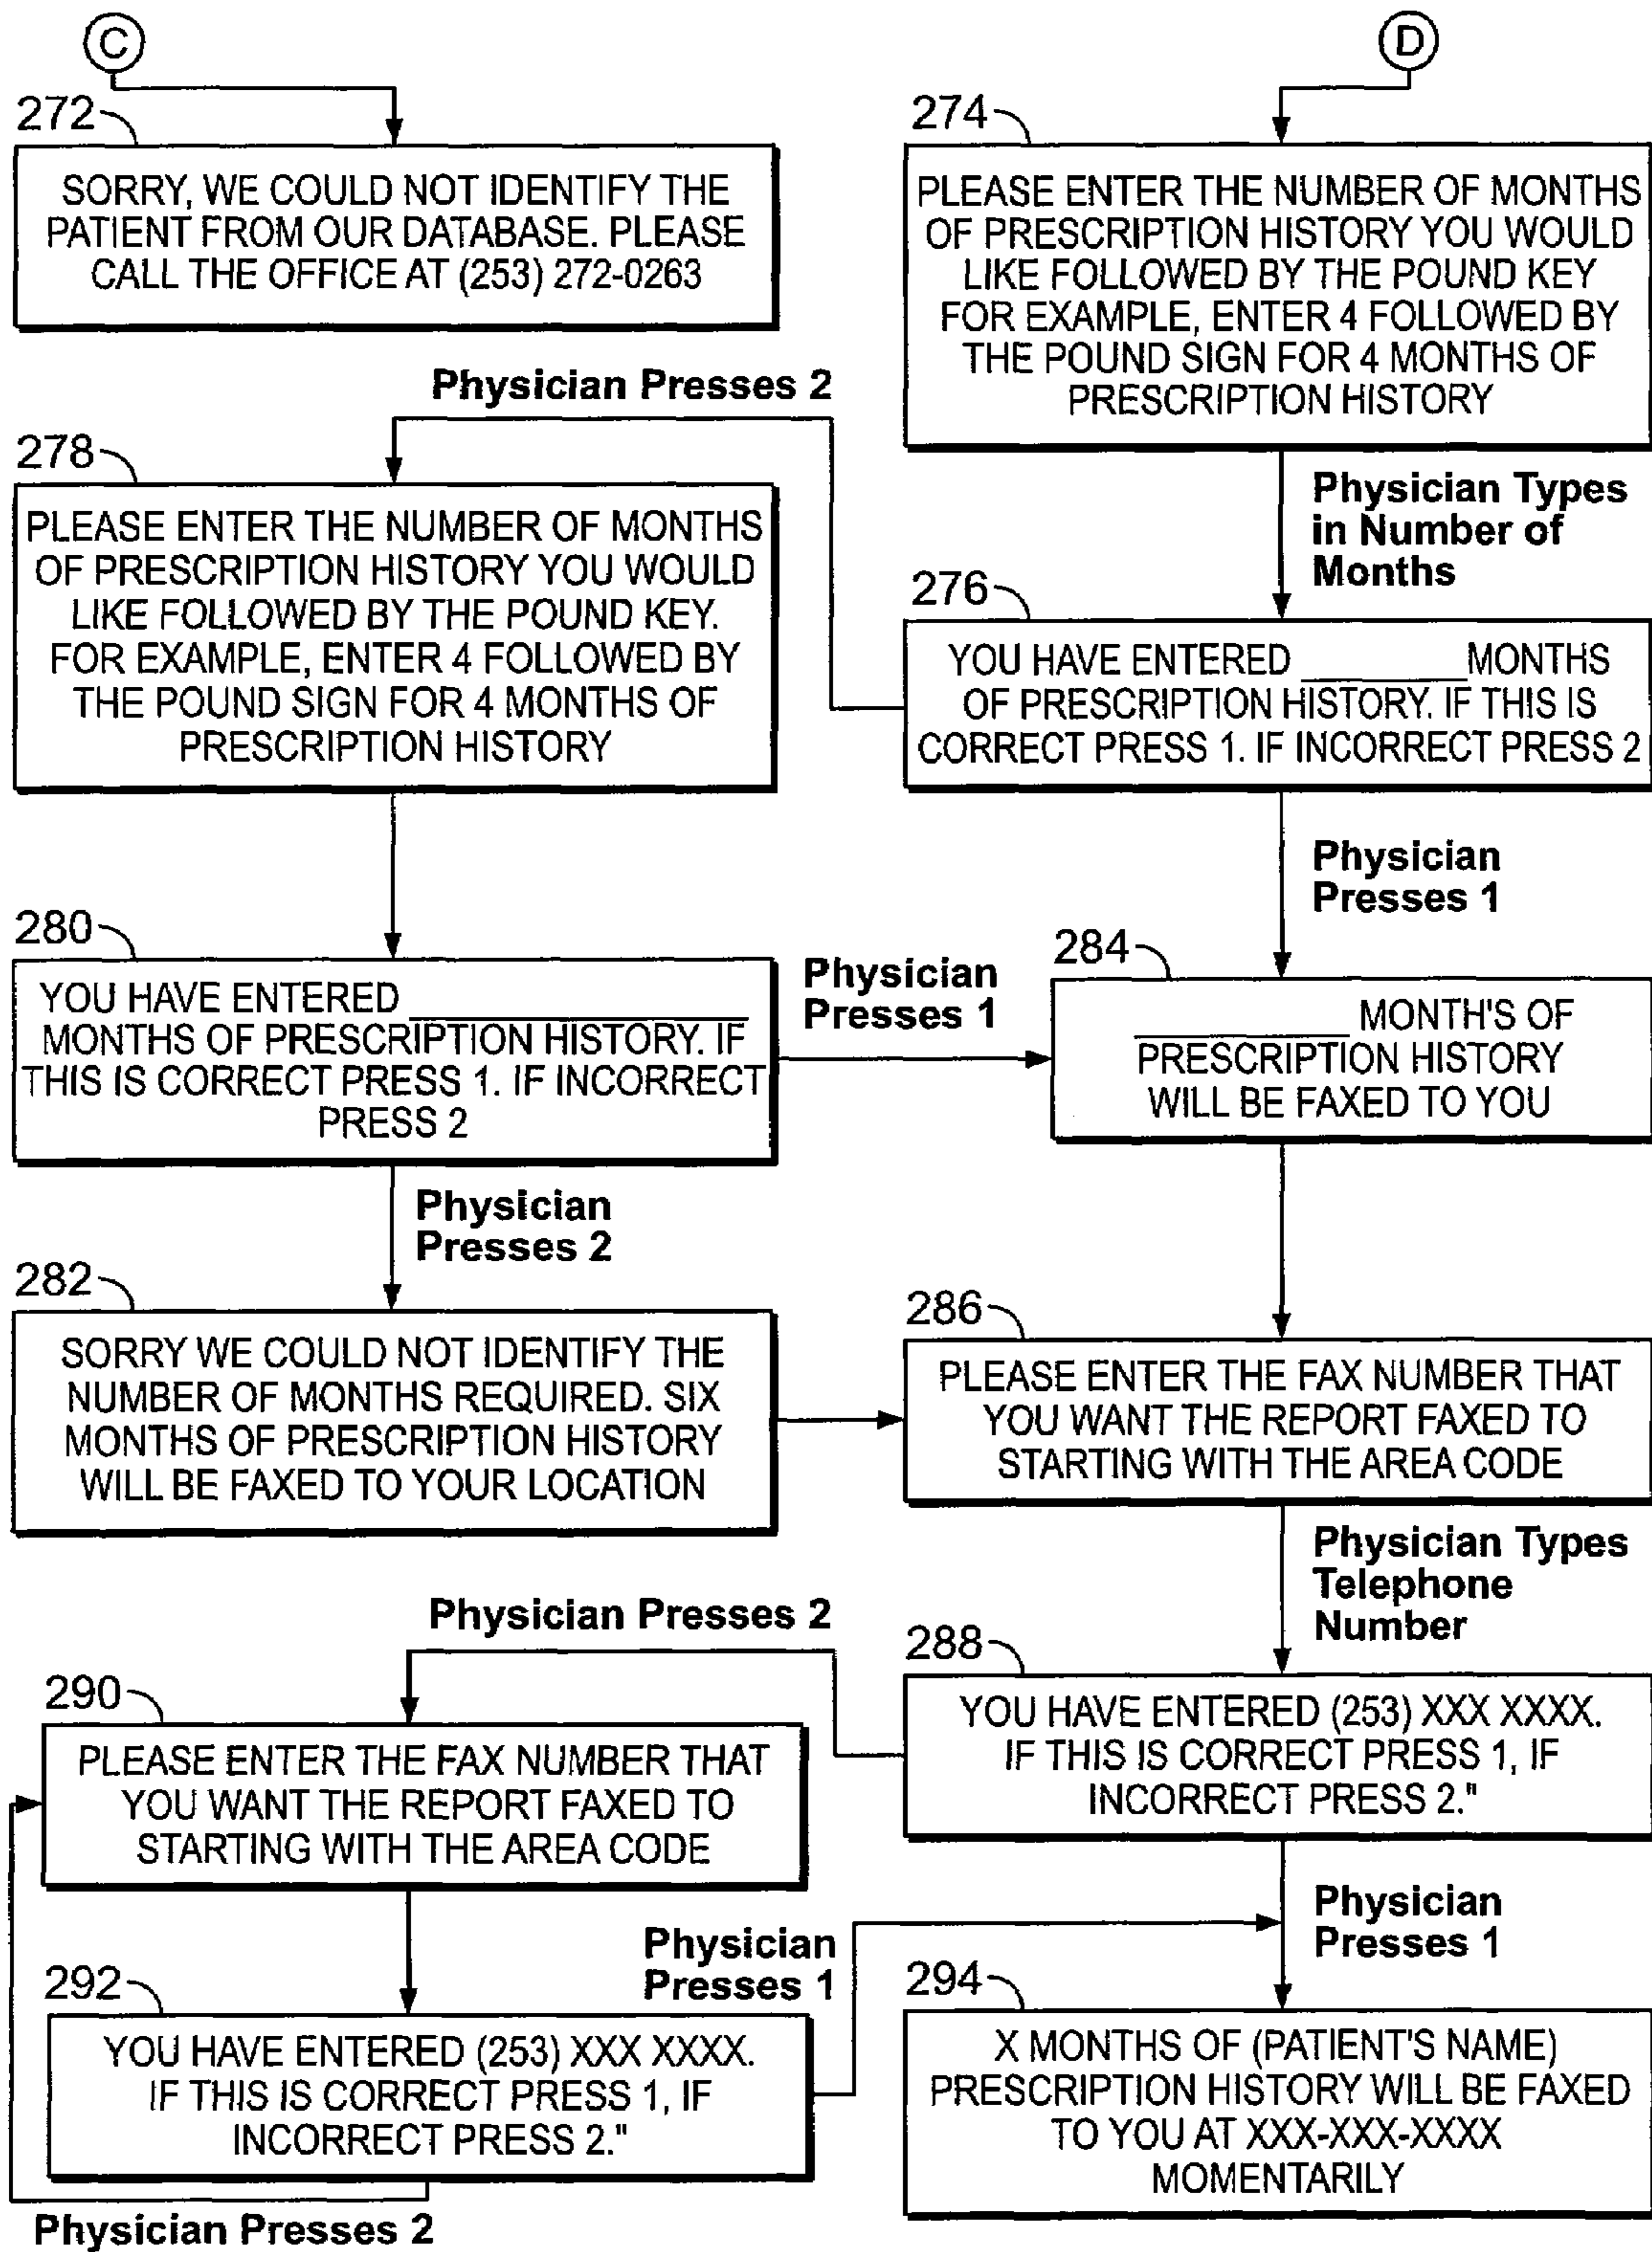 C
D
272
SORRY, WE COULD NOT IDENTIFY THE
PATIENT FROM OUR DATABASE. PLEASE
CALL THE OFFICE AT (253) 272-0263
274
PLEASE ENTER THE NUMBER OF MONTHS
OF PRESCRIPTION HISTORY YOU WOULD
LIKE FOLLOWED BY THE POUND KEY
FOR EXAMPLE, ENTER 4 FOLLOWED BY
THE POUND SIGN FOR 4 MONTHS OF
PRESCRIPTION HISTORY
Physician Types
in Number of
Months
276
YOU HAVE ENTERED ________ MONTHS
OF PRESCRIPTION HISTORY. IF THIS IS
CORRECT PRESS 1. IF INCORRECT PRESS 2
Physician Presses 2
278
PLEASE ENTER THE NUMBER OF MONTHS
OF PRESCRIPTION HISTORY YOU WOULD
LIKE FOLLOWED BY THE POUND KEY.
FOR EXAMPLE, ENTER 4 FOLLOWED BY
THE POUND SIGN FOR 4 MONTHS OF
PRESCRIPTION HISTORY
Physician
Presses 1
280
YOU HAVE ENTERED ________________
MONTHS OF PRESCRIPTION HISTORY. IF
THIS IS CORRECT PRESS 1. IF INCORRECT
PRESS 2
Physician
Presses 1
284
__________ MONTH'S OF
PRESCRIPTION HISTORY
WILL BE FAXED TO YOU
Physician
Presses 2
282
SORRY WE COULD NOT IDENTIFY THE
NUMBER OF MONTHS REQUIRED. SIX
MONTHS OF PRESCRIPTION HISTORY
WILL BE FAXED TO YOUR LOCATION
286
PLEASE ENTER THE FAX NUMBER THAT
YOU WANT THE REPORT FAXED TO
STARTING WITH THE AREA CODE
Physician Types
Telephone
Number
288
YOU HAVE ENTERED (253) XXX XXXX.
IF THIS IS CORRECT PRESS 1, IF
INCORRECT PRESS 2."
Physician Presses 2
290
PLEASE ENTER THE FAX NUMBER THAT
YOU WANT THE REPORT FAXED TO
STARTING WITH THE AREA CODE
Physician
Presses 1
292
YOU HAVE ENTERED (253) XXX XXXX.
IF THIS IS CORRECT PRESS 1, IF
INCORRECT PRESS 2."
Physician Presses 2
Physician
Presses 1
294
X MONTHS OF (PATIENT'S NAME)
PRESCRIPTION HISTORY WILL BE FAXED
TO YOU AT XXX-XXX-XXXX
MOMENTARILY